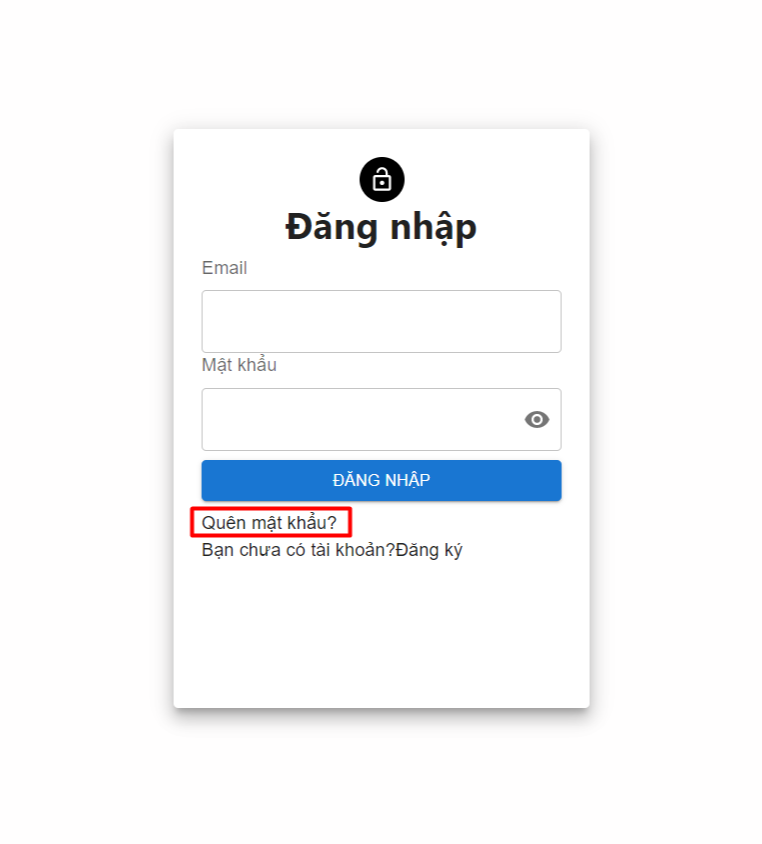 Đăng nhập
Email
Mật khẩu
ĐĂNG NHẬP
Quên mật khẩu?
Bạn chưa có tài khoản?Đăng ký